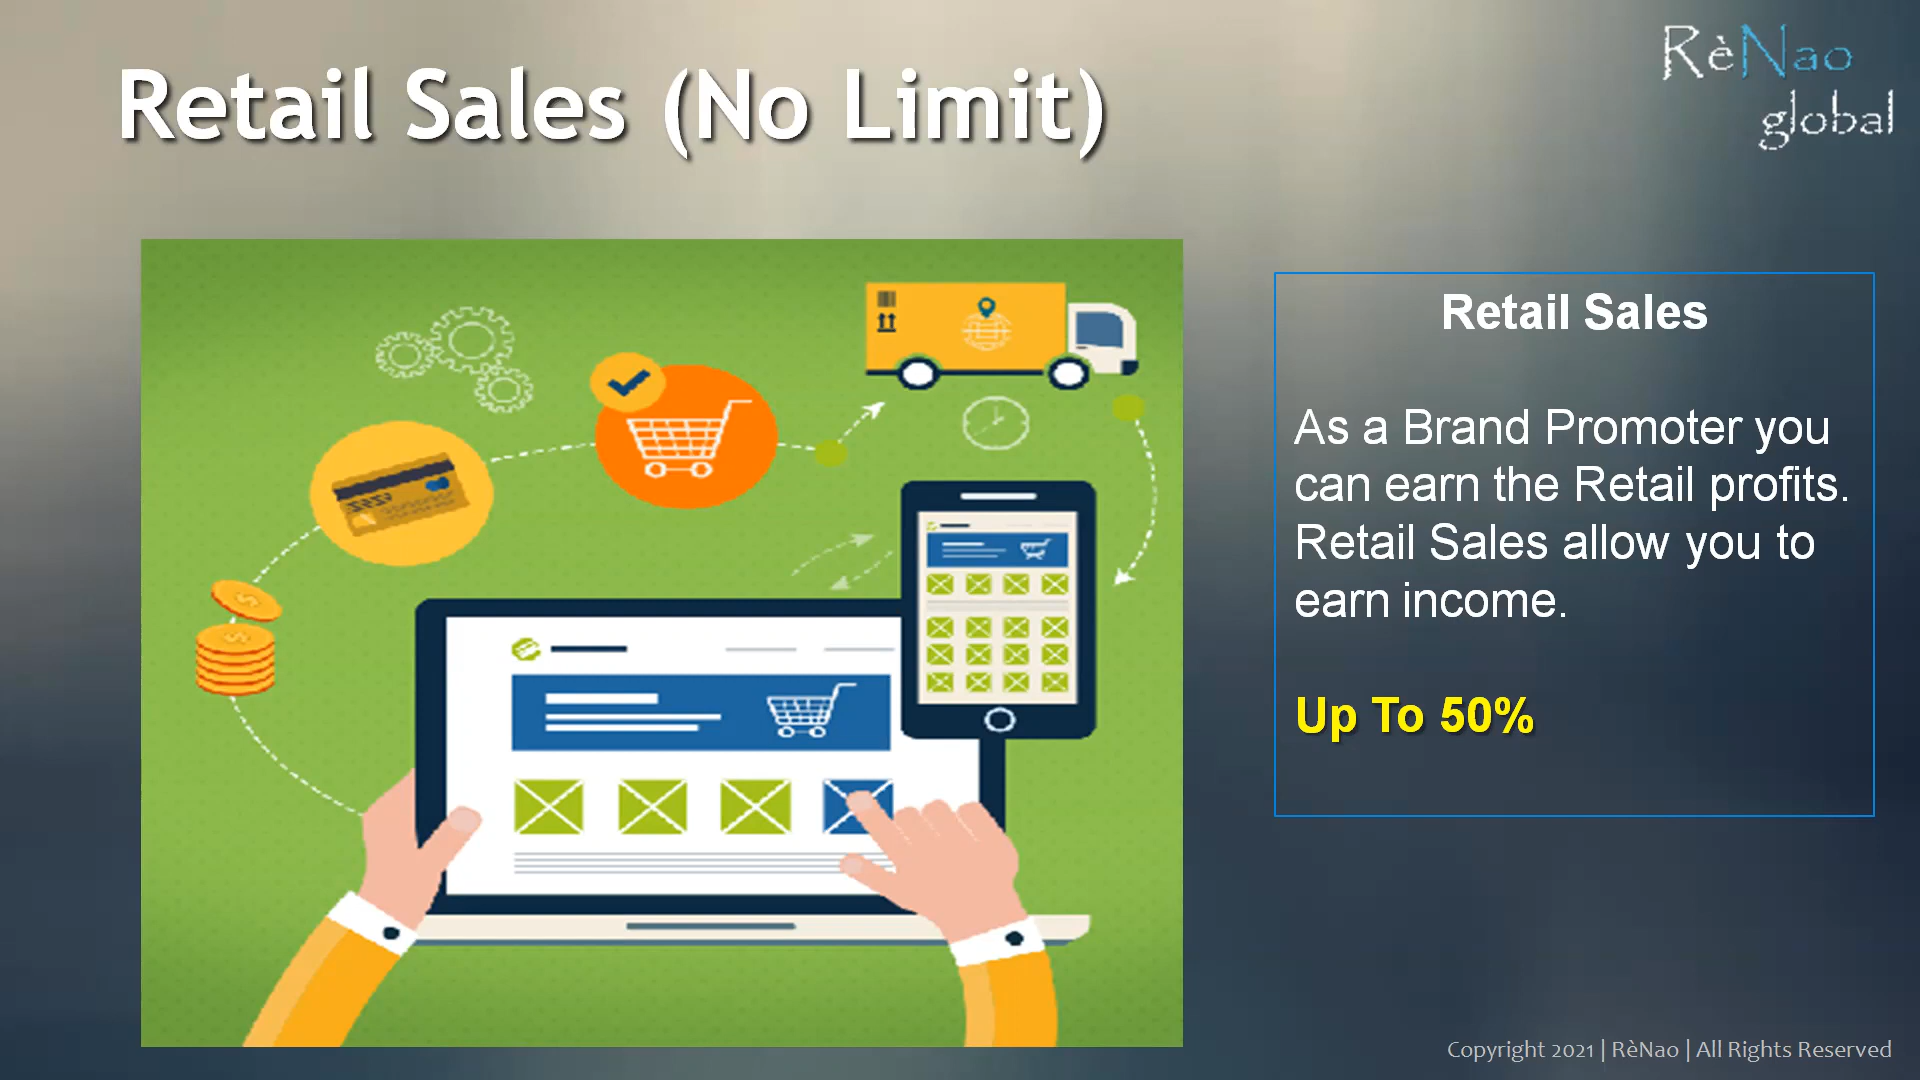 Retail Sales (No Limit)
RèNao
global
Retail Sales
As a Brand Promoter you
can earn the Retail profits.
Retail Sales allow you to
earn income.
Up To 50%
Copyright 2021 | RèNao | All Rights Reserved